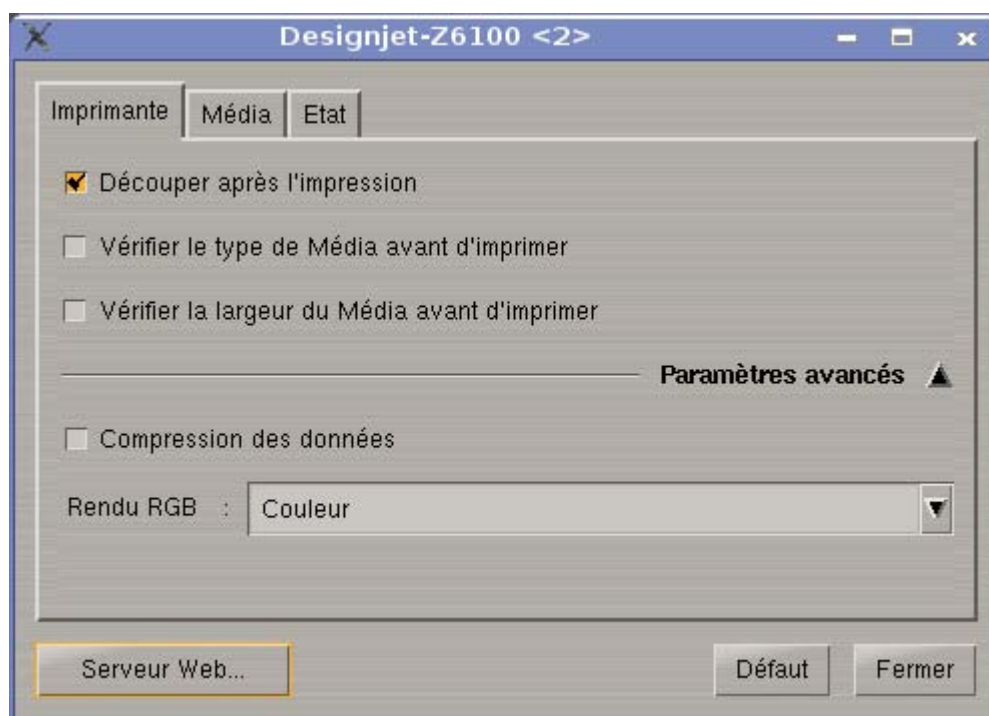 Designjet-Z6100 <2>
Imprimante Média Etat
Découper après l'impression
Vérifier le type de Média avant d'imprimer
Vérifier la largeur du Média avant d'imprimer
Paramètres avancés
Compression des données
Rendu RGB : Couleur
Serveur Web... Défaut Fermer